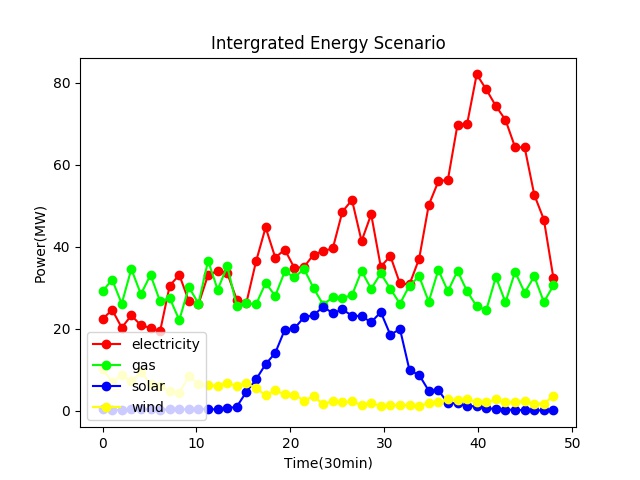 Intergrated Energy Scenario
Power(MW)
80
60
40
20
0
electricity
gas
solar
wind
0 10 20 30 40 50
Time(30min)